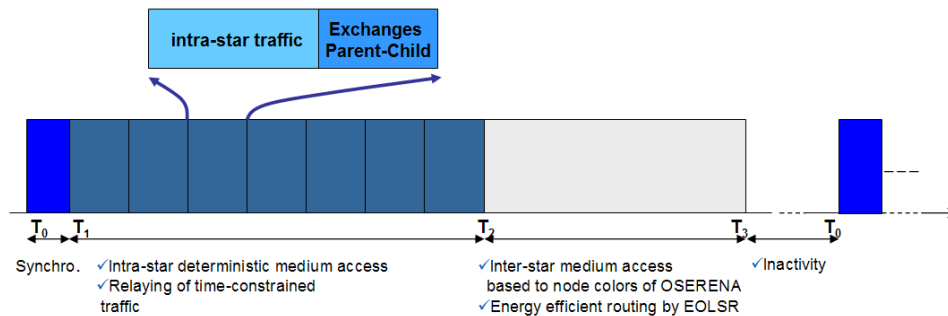 intra-star traffic
Exchanges
Parent-Child
T0
T1
T2
T3
T0
Synchro.
✓Intra-star deterministic medium access
✓Relaying of time-constrained
traffic
✓Inter-star medium access
based to node colors of OSERENA
✓Energy efficient routing by EOLSR
✓Inactivity